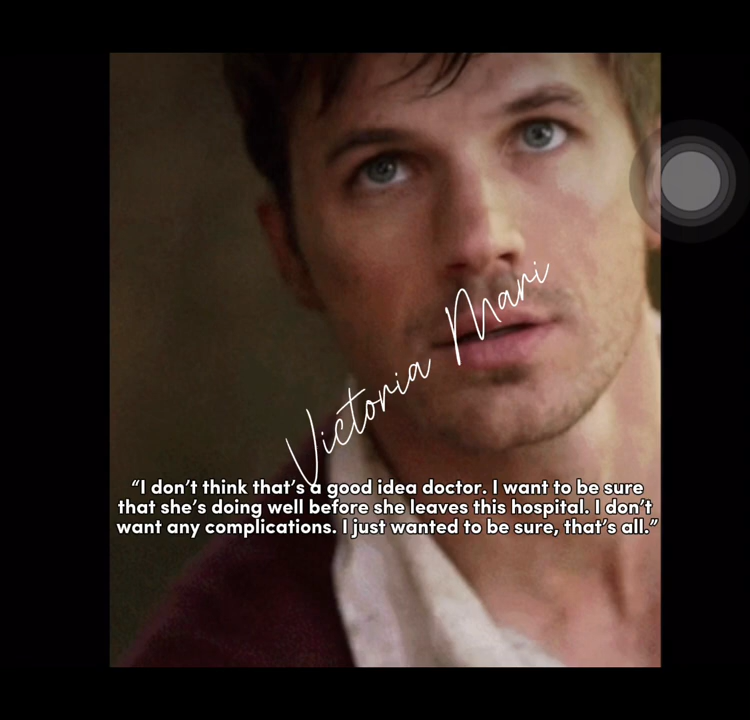 Victoria Mari
“I don’t think that’s a good idea doctor. I want to be sure
that she’s doing well before she leaves this hospital. I don’t
want any complications. I just wanted to be sure, that’s all.”